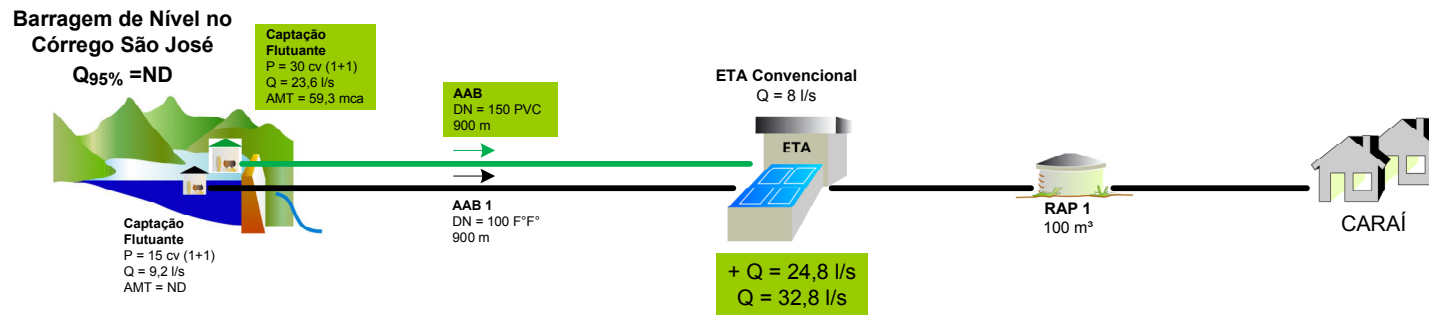 Barragem de Nível no
Córrego São José
Q95% =ND
Captação
Flutuante
P = 30 cv (1+1)
Q = 23,6 l/s
AMT = 59,3 mca
AAB
DN = 150 PVC
900 m
ETA Convencional
Q = 8 l/s
ETA
AAB 1
DN = 100 F°F°
900 m
Captação
Flutuante
P = 15 cv (1+1)
Q = 9,2 l/s
AMT = ND
+ Q = 24,8 l/s
Q = 32,8 l/s
RAP 1
100 m³
CARAÍ